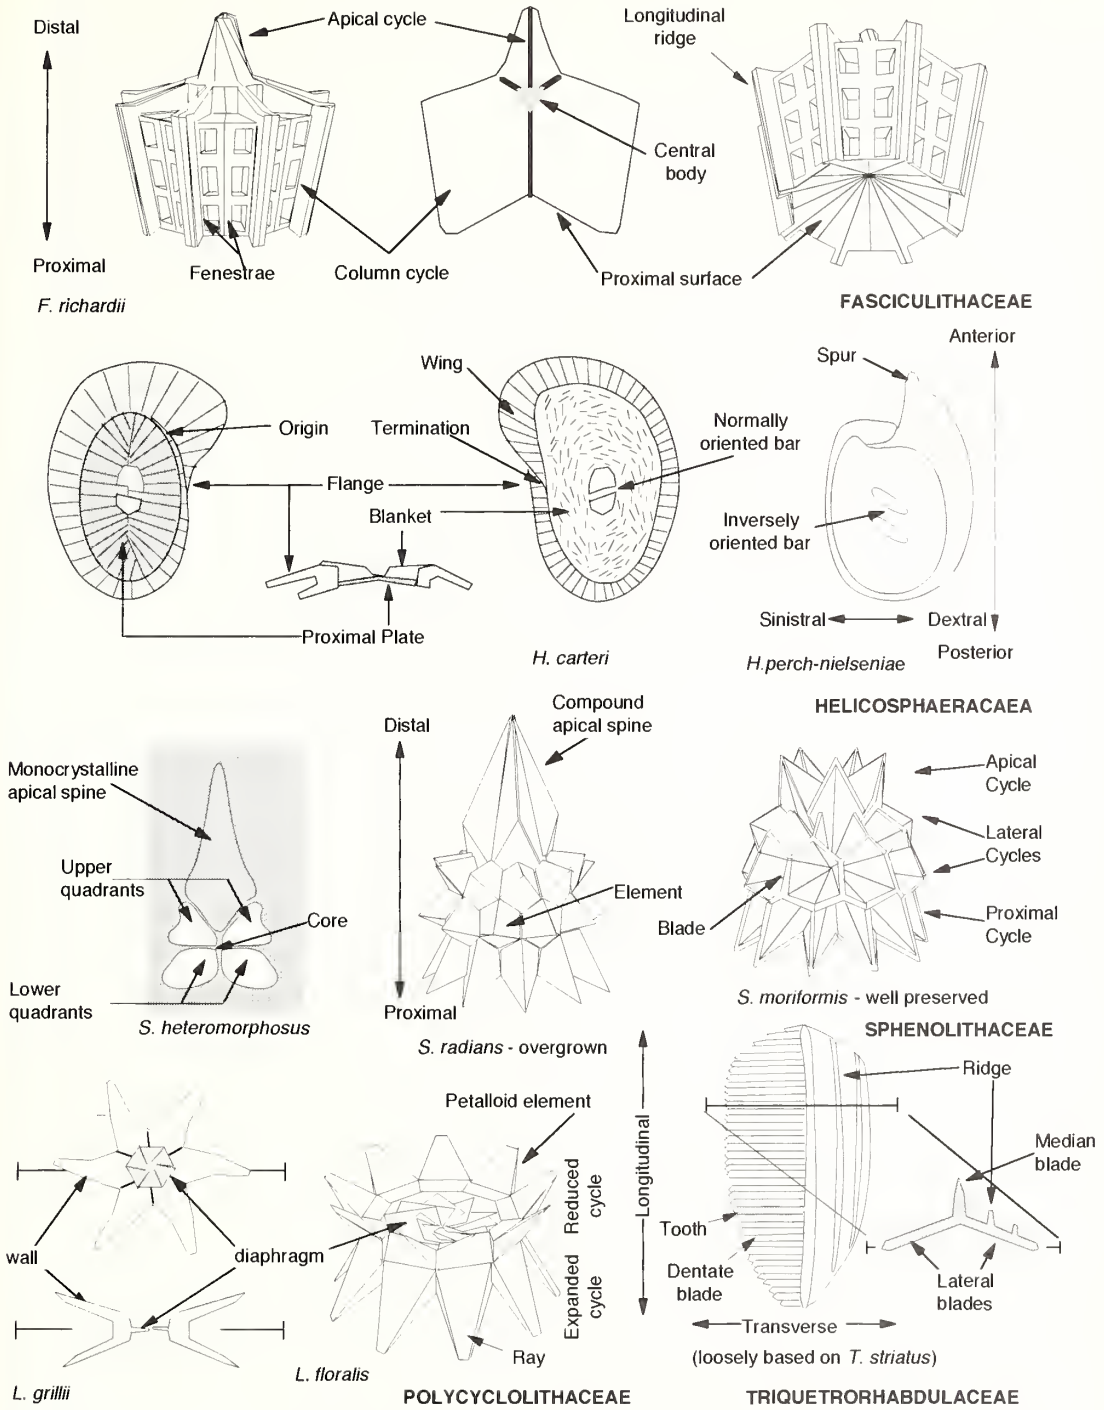 Distal
Apical cycle
Longitudinal
ridge
Central
body
Proximal
Fenestrae
Column cycle
Proximal surface
F. richardii
FASCICULITHACEAE
Anterior
Spur
Wing
Origin
Termination
Normally
oriented bar
Flange
Blanket
Inversely
oriented bar
Sinistral
Dextral
Proximal Plate
Posterior
H. carteri
H.perch-nielseniae
HELICOSPHAERACAEA
Compound
apical spine
Distal
Monocrystalline
apical spine
Apical
Cycle
Upper
quadrants
Lateral
Cycles
Element
Core
Blade
Proximal
Cycle
Lower
quadrants
Proximal
S. heteromorphosus
S. radians - overgrown
S. moriformis - well preserved
SPHENOLITHACEAE
Ridge
Petalloid element
Longitudinal
Median
blade
Reduced
cycle
Tooth
wall
diaphragm
Dentate
blade
Expanded
cycle
Lateral
blades
Transverse
Ray
(loosely based on T. striatus)
L. floralis
L. grillii
POLYCYCLOLITHACEAE
TRIQUETRORHABDULACEAE